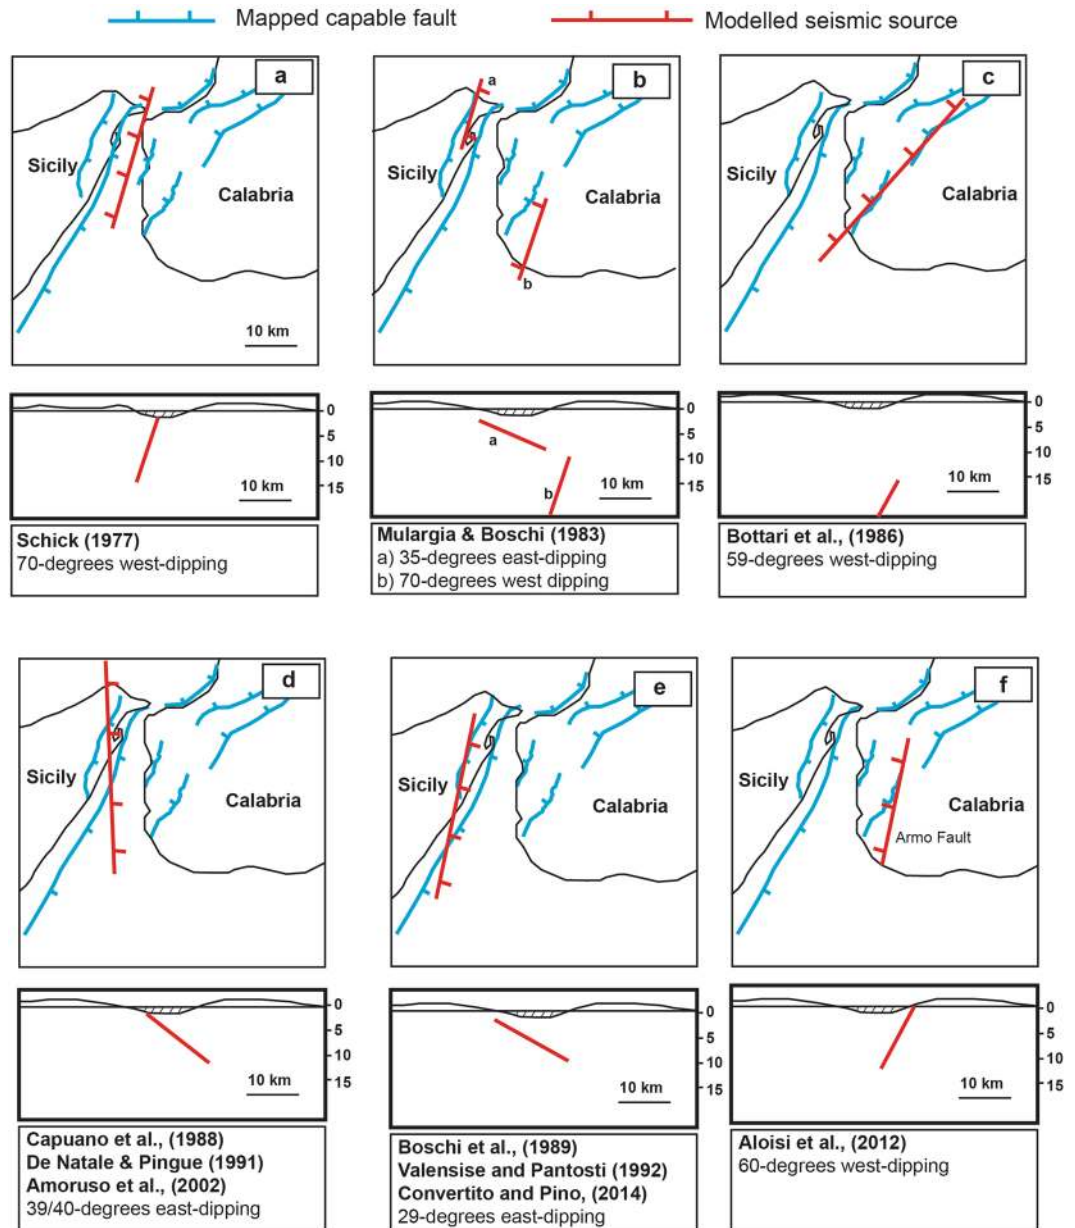 Mapped capable fault
Modelled seismic source
a
Sicily
Calabria
10 km
b
a
Sicily
Calabria
b
c
Sicily
Calabria
0
5
10
15
10 km
a
b
0
5
10
15
10 km
0
5
10
15
10 km
Schick (1977)
70-degrees west-dipping
Mulargia & Boschi (1983)
a) 35-degrees east-dipping
b) 70-degrees west dipping
Bottari et al., (1986)
59-degrees west-dipping
d
Sicily
Calabria
e
Sicily
Calabria
f
Sicily
Calabria
Armo Fault
0
5
10
15
10 km
0
5
10
15
10 km
0
5
10
15
10 km
Capuano et al., (1988)
De Natale & Pingue (1991)
Amoruso et al., (2002)
39/40-degrees east-dipping
Boschi et al., (1989)
Valensise and Pantosti (1992)
Convertito and Pino, (2014)
29-degrees east-dipping
Aloisi et al., (2012)
60-degrees west-dipping